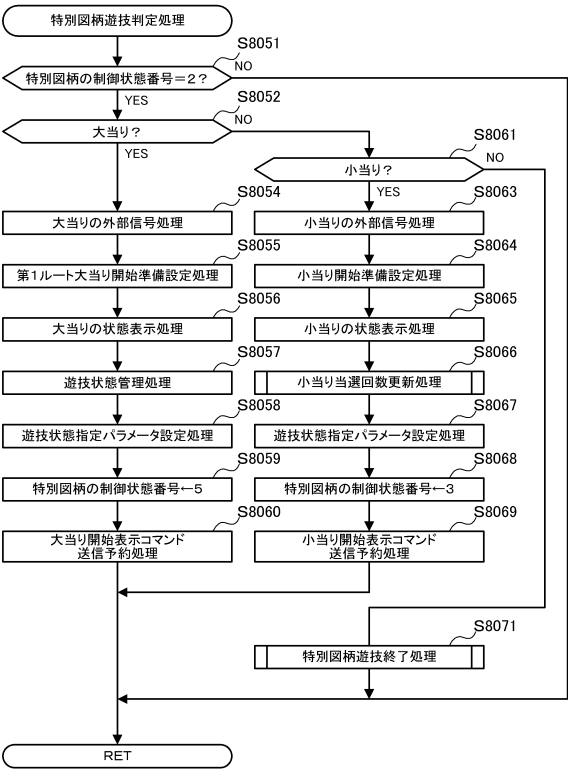 特別図柄遊技判定処理
S8051
特別図柄の制御状態番号＝2？
NO
YES
S8052
大当り？
NO
YES
S8061
小当り？
NO
YES
S8054
大当りの外部信号処理
S8063
小当りの外部信号処理
S8055
第１ルート大当り開始準備設定処理
S8064
小当り開始準備設定処理
S8056
大当りの状態表示処理
S8065
小当りの状態表示処理
S8057
遊技状態管理処理
S8066
小当り当選回数更新処理
S8058
遊技状態指定パラメータ設定処理
S8067
遊技状態指定パラメータ設定処理
S8059
特別図柄の制御状態番号←5
S8068
特別図柄の制御状態番号←3
S8060
大当り開始表示コマンド
送信予約処理
S8069
小当り開始表示コマンド
送信予約処理
S8071
特別図柄遊技終了処理
RET